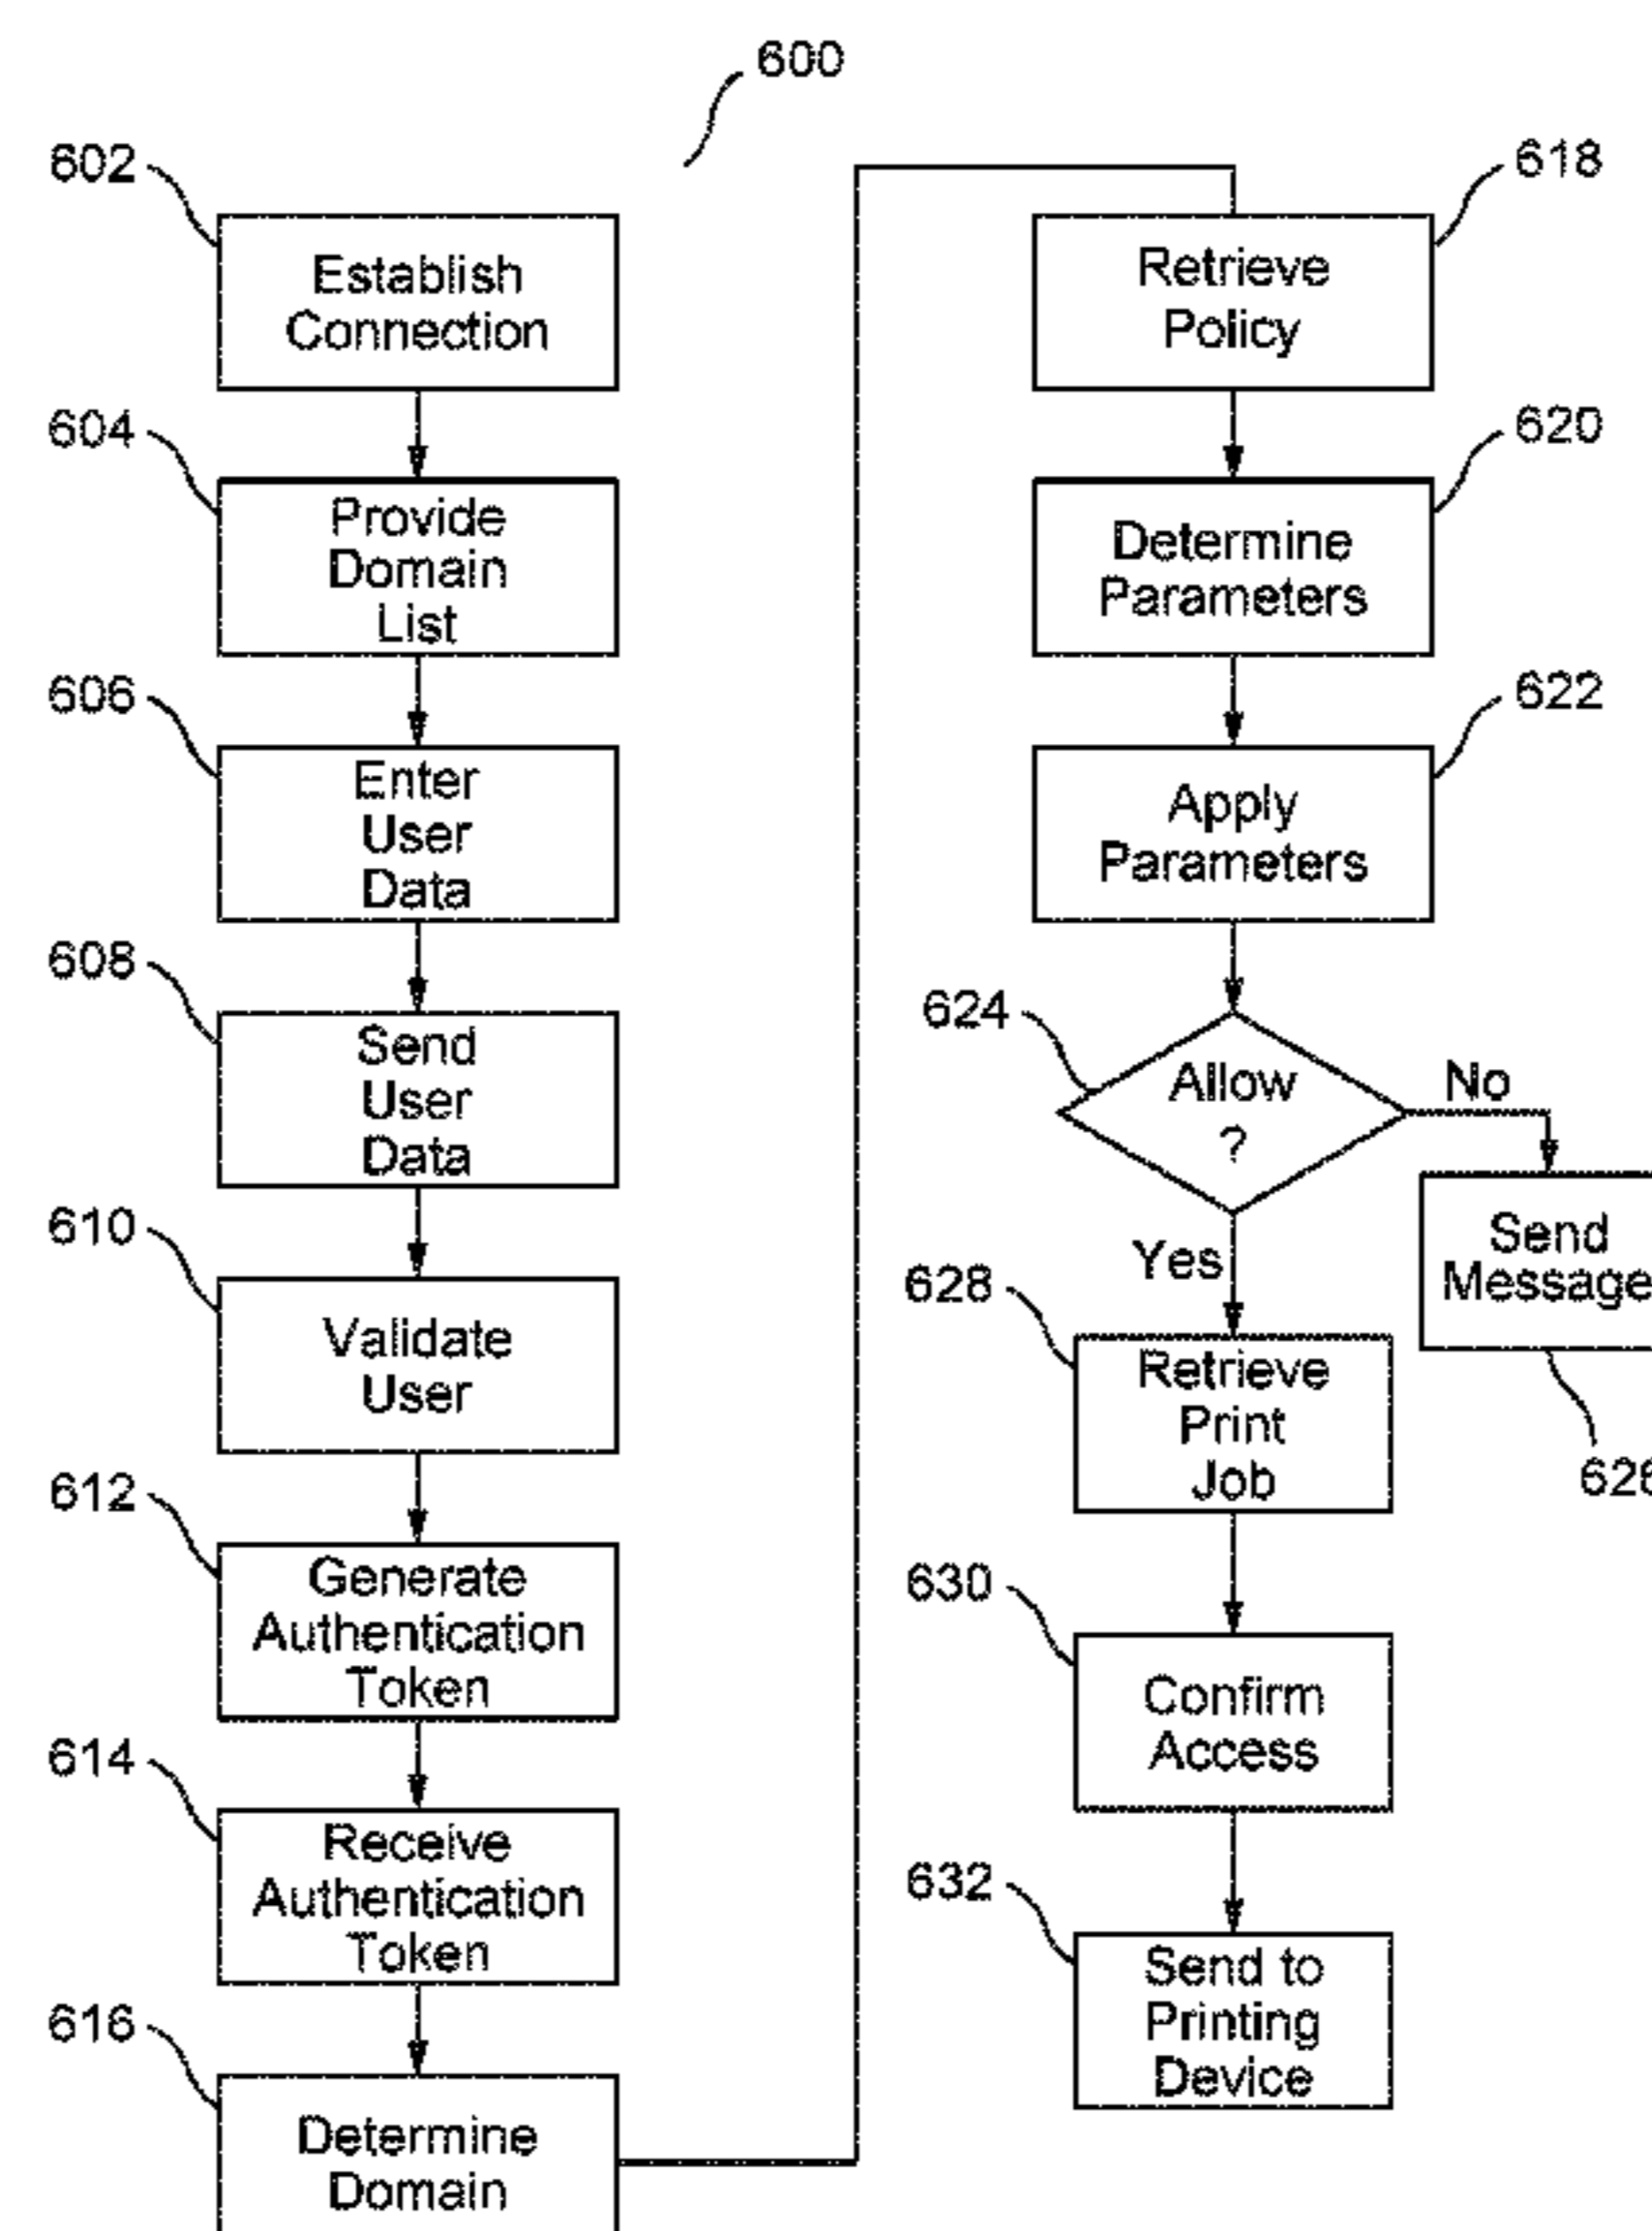 600
602
Establish
Connection
604
Provide
Domain
List
606
Enter
User
Data
608
Send
User
Data
610
Validate
User
612
Generate
Authentication
Token
614
Receive
Authentication
Token
616
Determine
Domain
618
Retrieve
Policy
620
Determine
Parameters
622
Apply
Parameters
624
Allow
?
No
Send
Message
626
Yes
628
Retrieve
Print
Job
630
Confirm
Access
632
Send to
Printing
Device